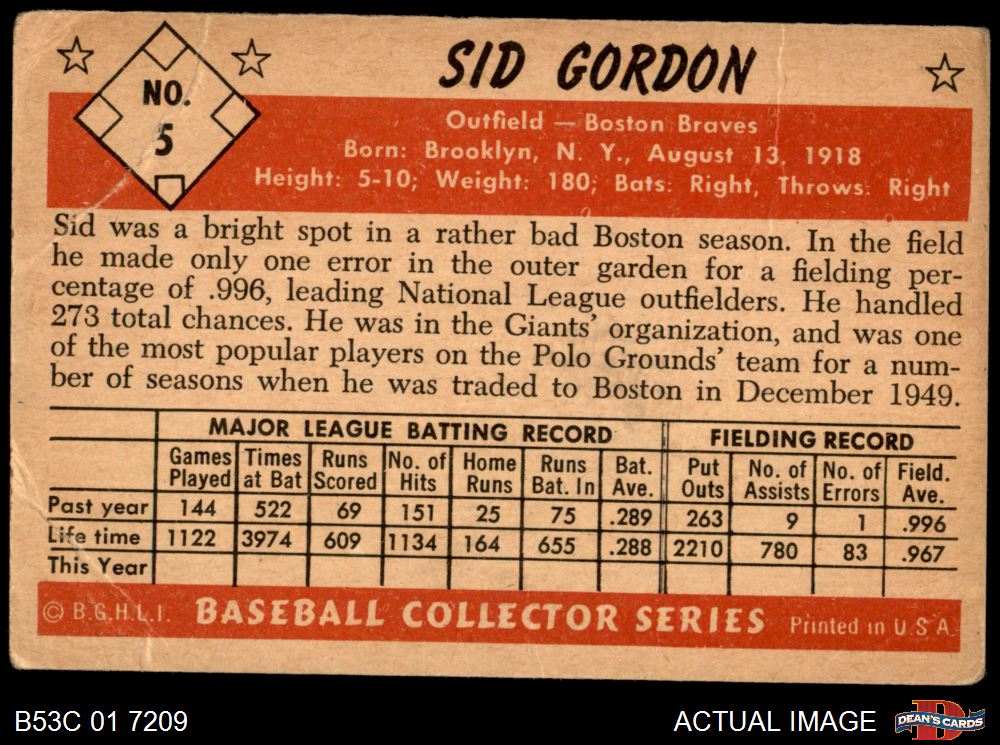 NO.
5
SID GORDON
Outfield — Boston Braves
Born: Brooklyn, N. Y., August 13, 1918
Height: 5-10; Weight: 180; Bats: Right, Throws: Right
Sid was a bright spot in a rather bad Boston season. In the field
he made only one error in the outer garden for a fielding per-
centage of .996, leading National League outfielders. He handled
273 total chances. He was in the Giants' organization, and was one
of the most popular players on the Polo Grounds' team for a num-
ber of seasons when he was traded to Boston in December 1949.
MAJOR LEAGUE BATTING RECORD FIELDING RECORD
Games Times Runs No. of Home Runs Bat. Put No. of No. of Field.
Played at Bat Scored Hits Runs Bat. In Ave. Outs Assists Errors Ave.
Past year 144 522 69 151 25 75 .289 263 9 1 .996
Life time 1122 3974 609 1134 164 655 .288 2210 780 83 .967
This Year
© B.G.H.L.I. BASEBALL COLLECTOR SERIES Printed in U.S.A.
B53C 01 7209 ACTUAL IMAGE D DEAN'S CARDS